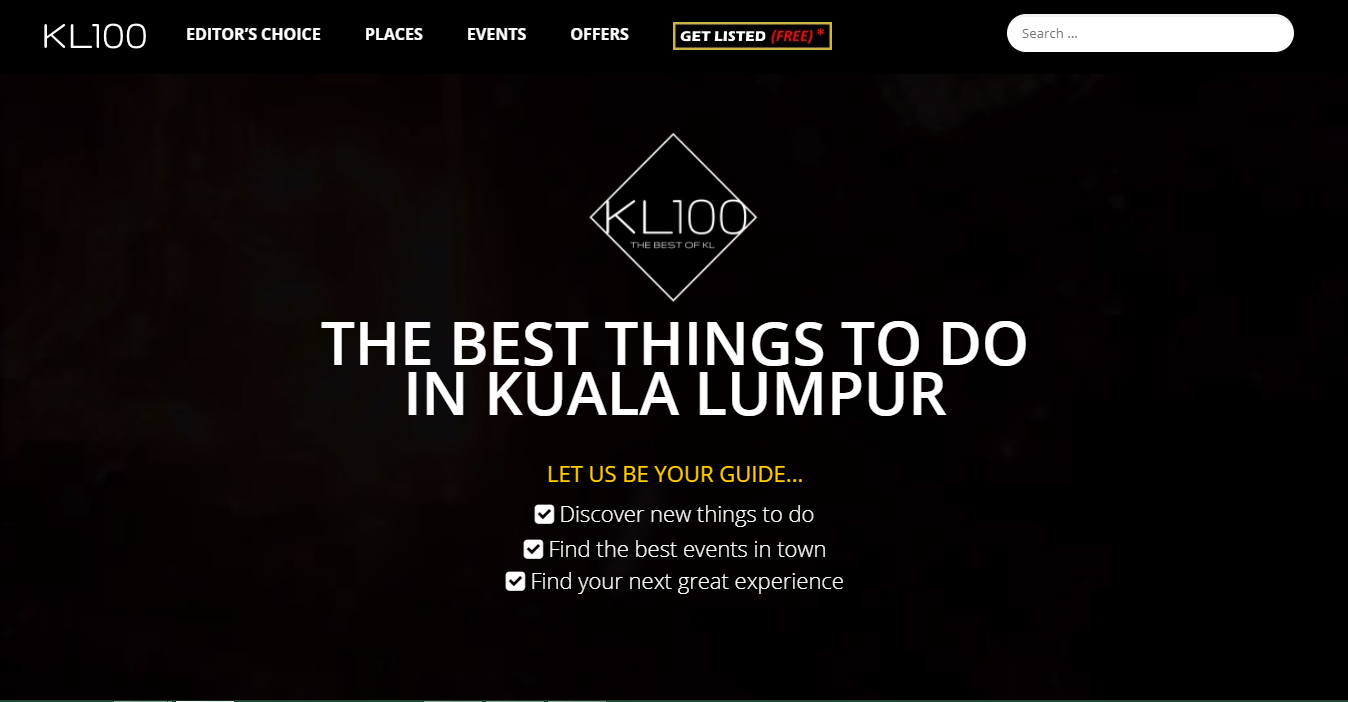 KL100
EDITOR'S CHOICE
PLACES
EVENTS
OFFERS
GET LISTED (FREE) *
Search ...
KL100
THE BEST OF KL
THE BEST THINGS TO DO
IN KUALA LUMPUR
LET US BE YOUR GUIDE...
Discover new things to do
Find the best events in town
Find your next great experience